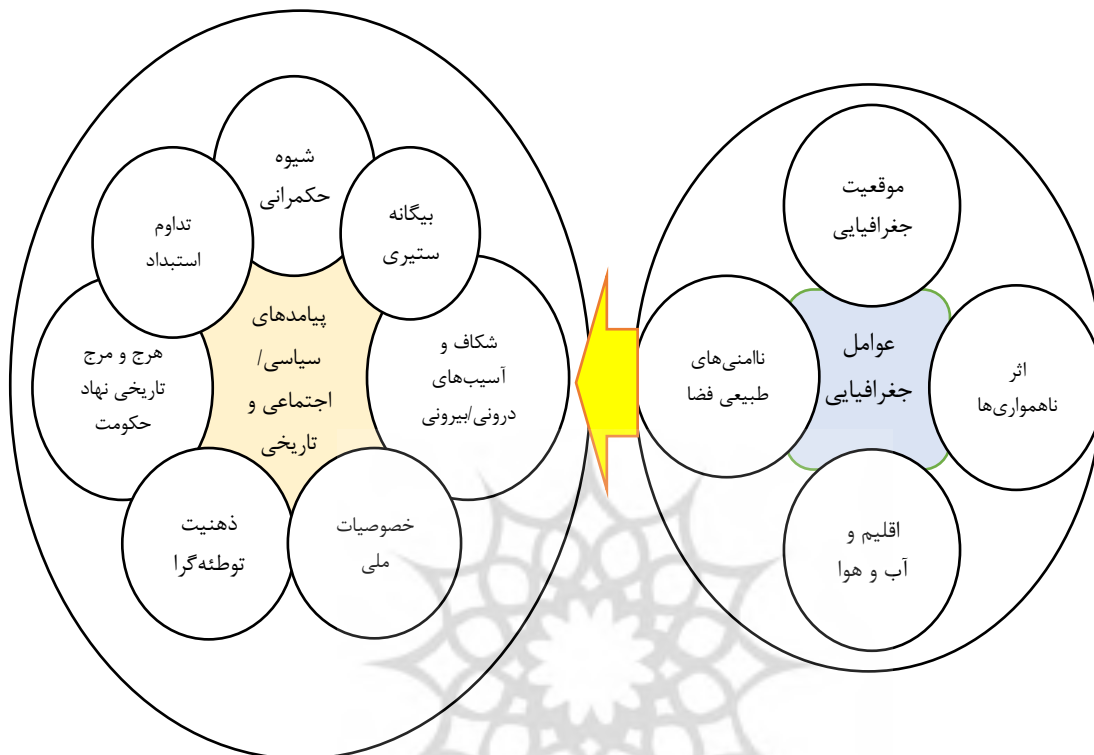 موقعیت
جغرافیایی
اثر
ناهمواری‌ها
عوامل
جغرافیایی
ناامنی‌های
طبیعی فضا
اقلیم و
آب و هوا
شیوه
حکمرانی
بیگانه
ستیری
تداوم
استبداد
شکاف و
آسیب‌های
درونی/بیرونی
پیامدهای
سیاسی/
اجتماعی و
تاریخی
هرج و مرج
تاریخی نهاد
حکومت
خصوصیات
ملی
ذهنیت
توطئه‌گرا